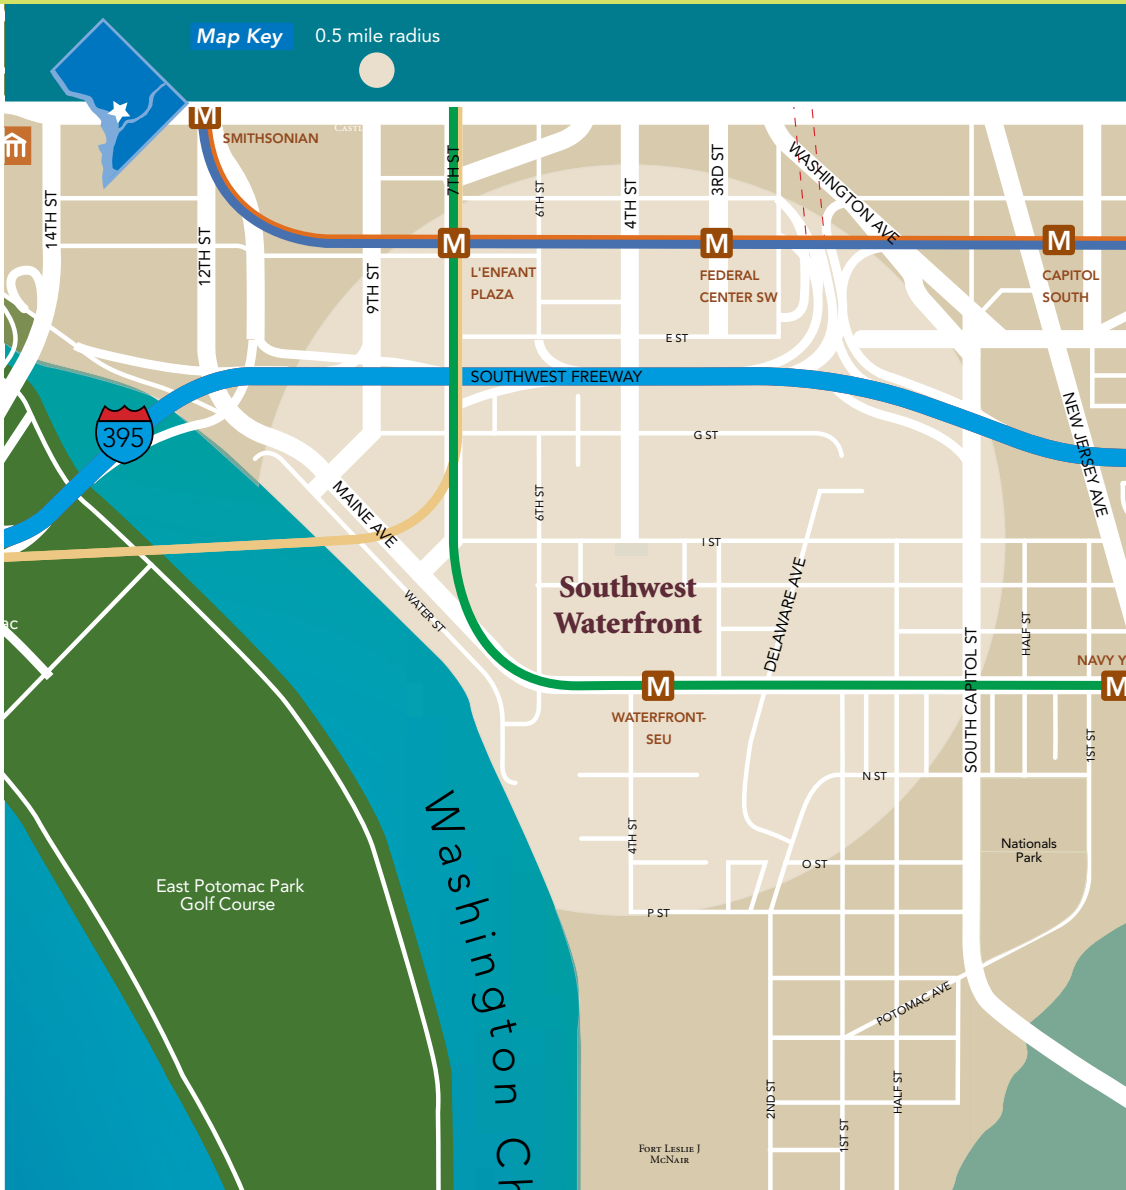 Map Key
0.5 mile radius
M
SMITHSONIAN
14TH ST
12TH ST
9TH ST
7TH ST
6TH ST
4TH ST
3RD ST
WASHINGTON AVE
M
L'ENFANT
PLAZA
M
FEDERAL
CENTER SW
M
CAPITOL
SOUTH
E ST
SOUTHWEST FREEWAY
395
NEW JERSEY AVE
G ST
MAINE AVE
6TH ST
I ST
DELAWARE AVE
Southwest
Waterfront
WATER ST
HALF ST
SOUTH CAPITOL ST
NAVY Y
M
M
WATERFRONT-
SEU
1ST ST
N ST
4TH ST
O ST
Nationals
Park
East Potomac Park
Golf Course
P ST
Washington Ch
POTOMAC AVE
2ND ST
HALF ST
1ST ST
FORT LESLIE J
MCNAIR